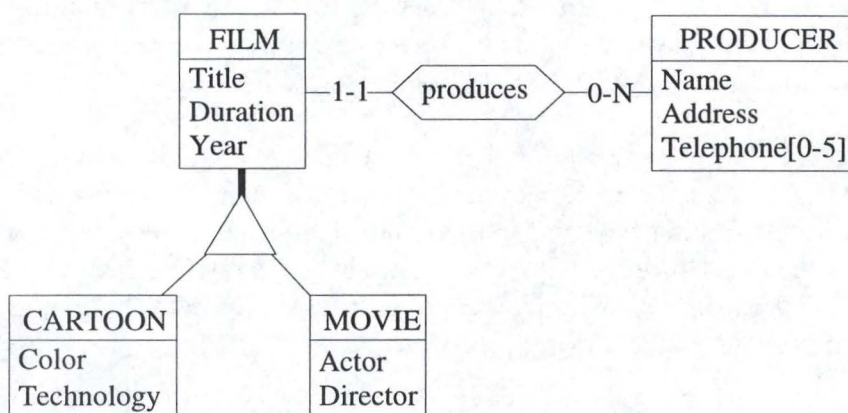 FILM
Title
Duration
Year
1-1
produces
0-N
PRODUCER
Name
Address
Telephone[0-5]
CARTOON
Color
Technology
MOVIE
Actor
Director